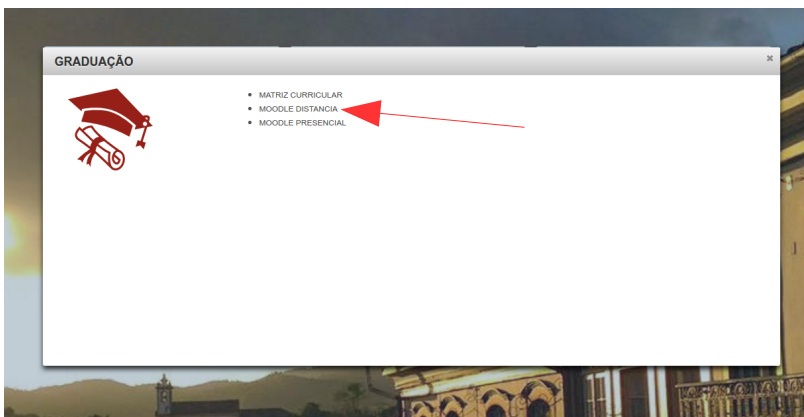 GRADUAÇÃO
MATRIZ CURRICULAR
MOODLE DISTANCIA
MOODLE PRESENCIAL